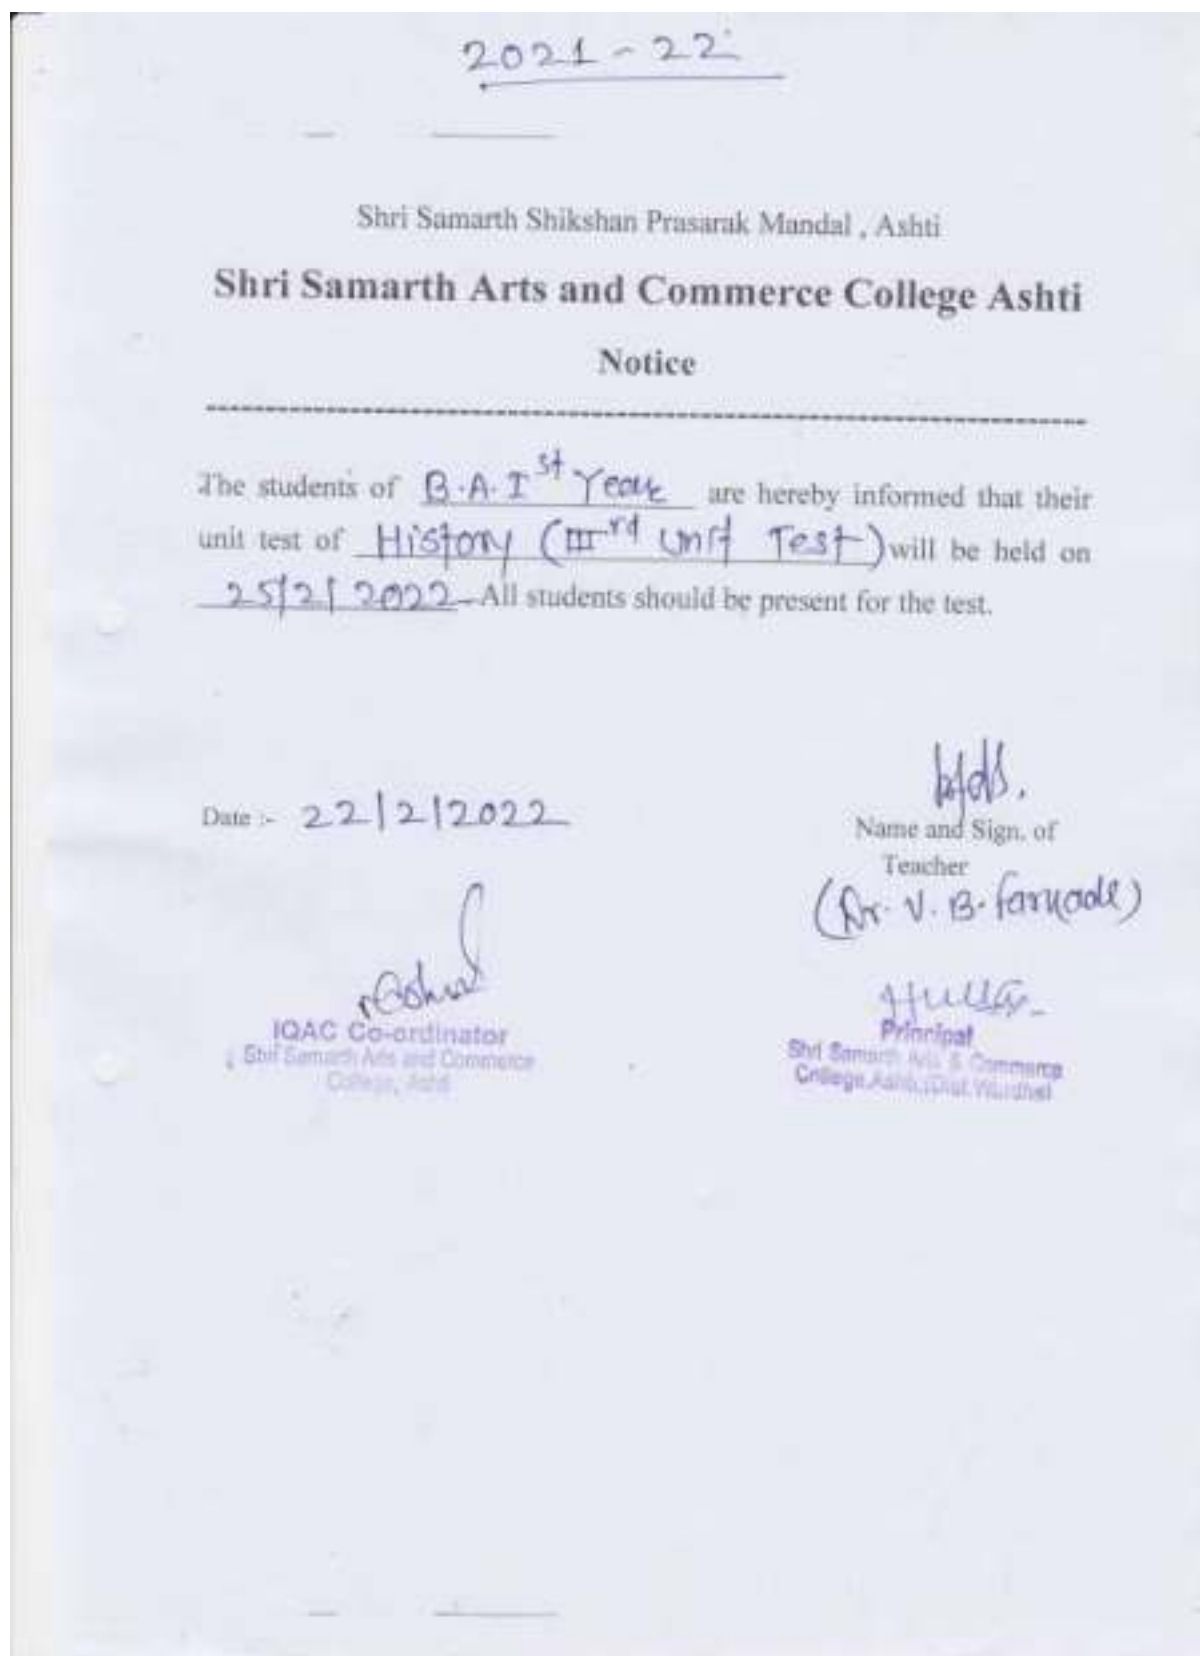 2021-22
Shri Samarth Shikshan Prasarak Mandal , Ashti
Shri Samarth Arts and Commerce College Ashti
Notice
The students of B.A. I st Year are hereby informed that their
unit test of History (III rd Unit Test) will be held on
25/2/2022 All students should be present for the test.
Date :- 22/2/2022
Name and Sign. of
Teacher
(Dr. V. B.
IQAC Co-ordinator
Shri Samarth Arts and Commerce
College, Ashti
Principal
Shri Samarth Arts & Commerce
College, Ashti, (Dist. Wardha)